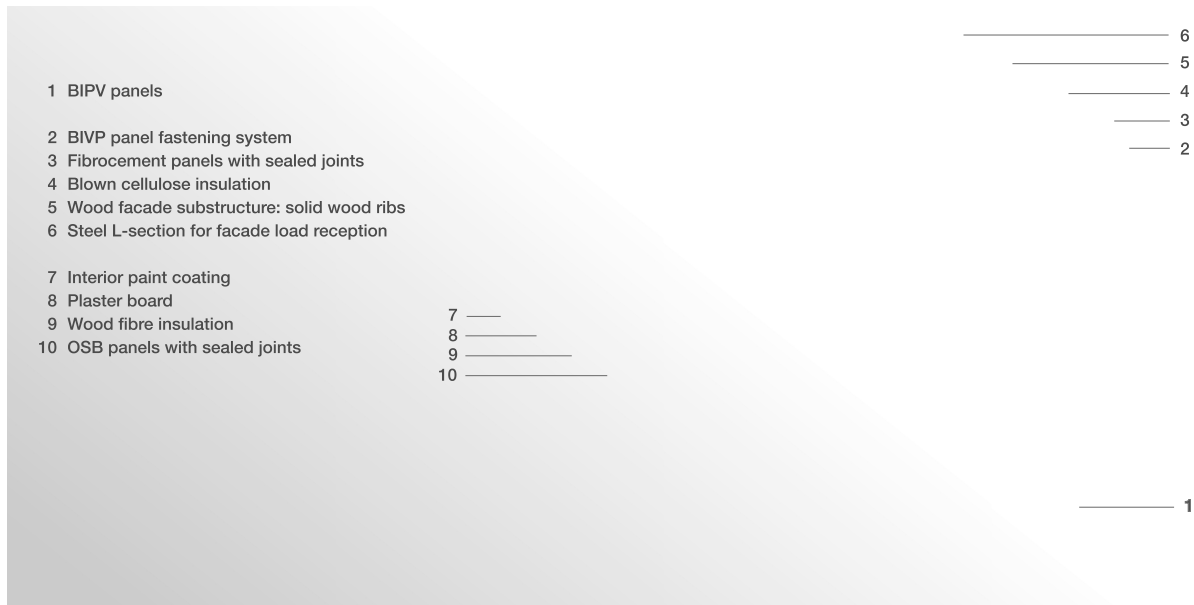 1 BIPV panels
2 BIVP panel fastening system
3 Fibrocement panels with sealed joints
4 Blown cellulose insulation
5 Wood facade substructure: solid wood ribs
6 Steel L-section for facade load reception
7 Interior paint coating
8 Plaster board
9 Wood fibre insulation
10 OSB panels with sealed joints
7
8
9
10
6
5
4
3
2
1